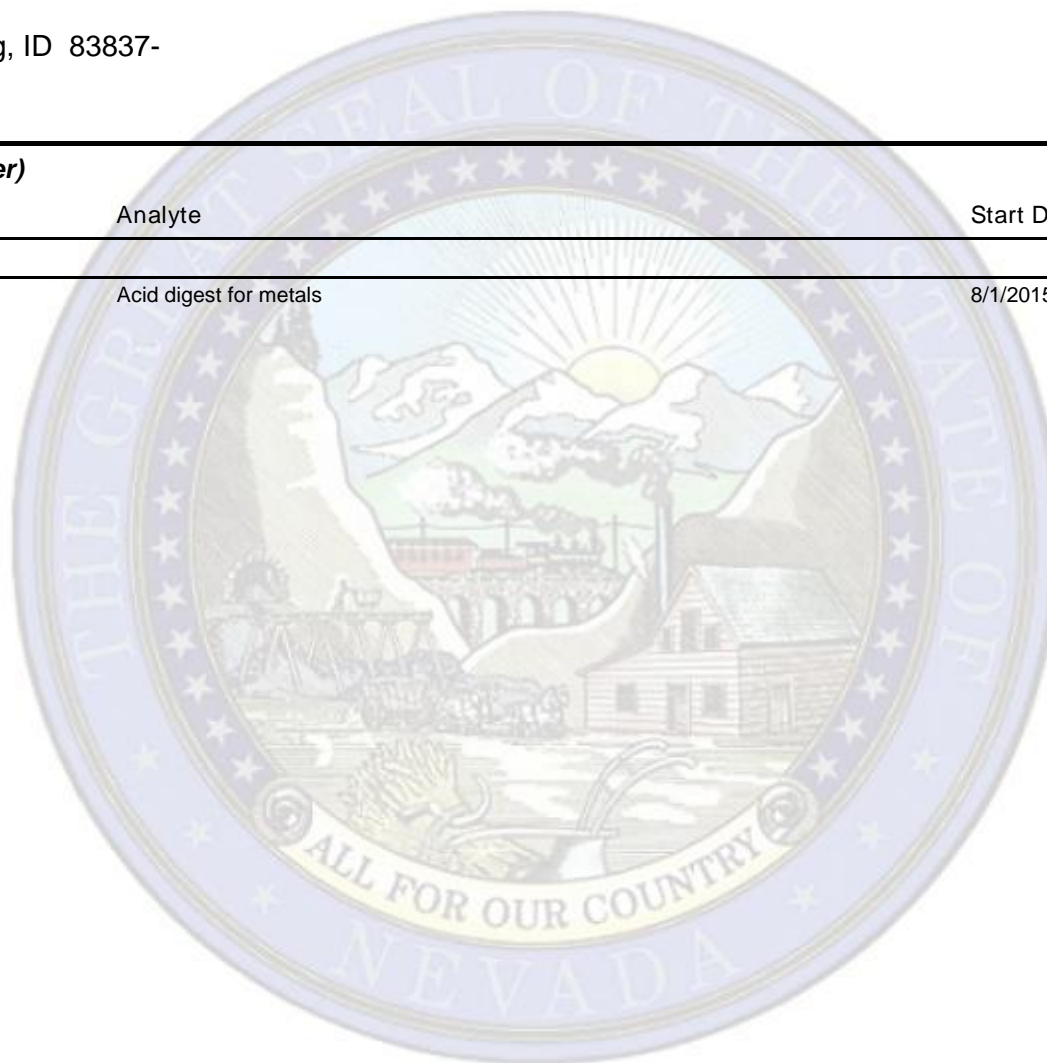 g, ID 83837-
er)
Analyte Start D
Acid digest for metals 8/1/2015
THE GREAT SEAL OF THE STATE OF
ALL FOR OUR COUNTRY
NEVADA